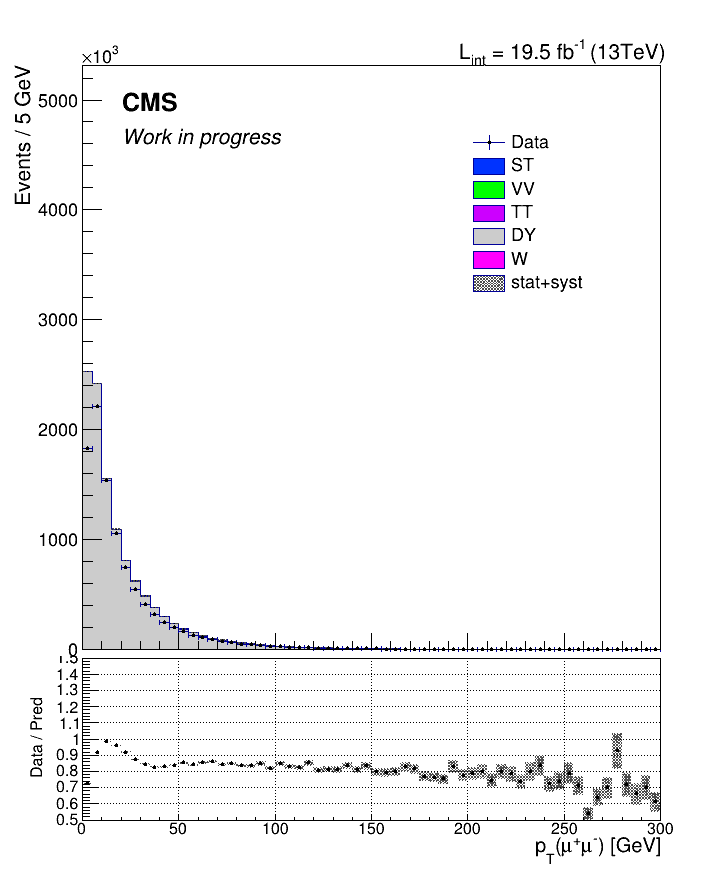 ×10³
L_int = 19.5 fb⁻¹ (13TeV)
Events / 5 GeV
5000
4000
3000
2000
1000
0
CMS
Work in progress
Data
ST
VV
TT
DY
W
stat+syst
Data / Pred
1.5
1.4
1.3
1.2
1.1
1
0.9
0.8
0.7
0.6
0.5
0 50 100 150 200 250 300
p_T(μ⁺μ⁻) [GeV]